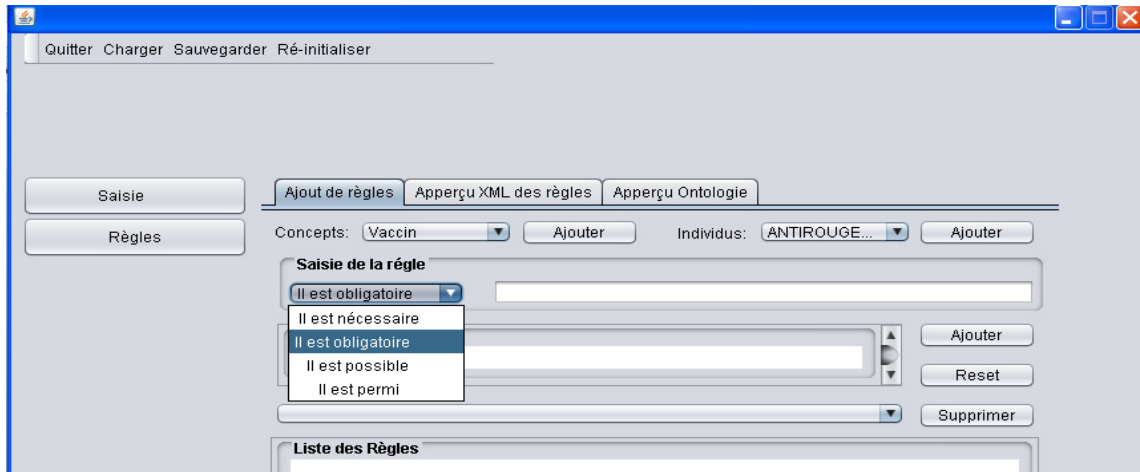 Quitter Charger Sauvegarder Ré-initialiser
Saisie
Règles
Ajout de règles Apperçu XML des règles Apperçu Ontologie
Concepts: Vaccin Ajouter Individus: ANTIROUGE... Ajouter
Saisie de la régle
Il est obligatoire
Il est nécessaire
Il est obligatoire
Il est possible
Il est permi
Ajouter
Reset
Supprimer
Liste des Règles